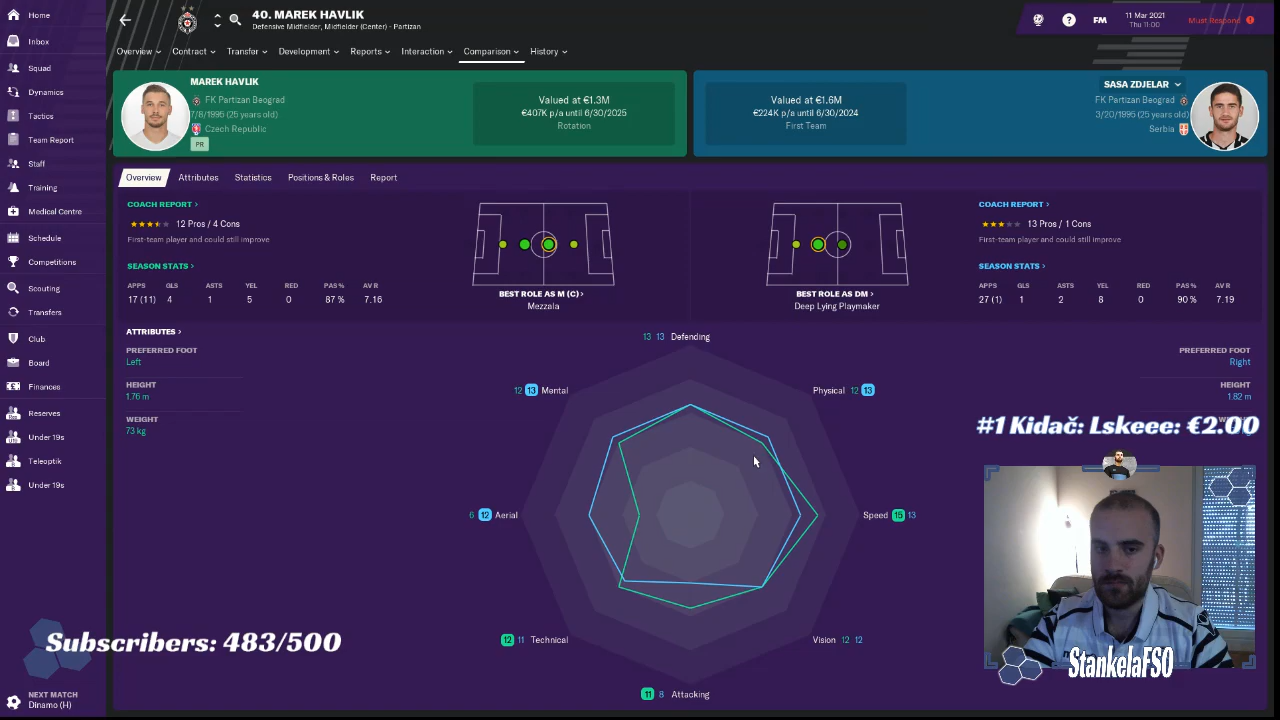 Home
Inbox
Squad
Dynamics
Tactics
Team Report
Staff
Training
Medical Centre
Schedule
Competitions
Scouting
Transfers
Club
Board
Finances
Reserves
Under 19s
Teleoptik
Under 19s
NEXT MATCH
Dinamo (H)
40. MAREK HAVLIK
Defensive Midfielder, Midfielder (Center) - Partizan
FM
11 Mar 2021
Thu 11:00
Must Respond
Overview
Contract
Transfer
Development
Reports
Interaction
Comparison
History
MAREK HAVLIK
FK Partizan Beograd
7/8/1995 (25 years old)
Czech Republic
PR
Valued at €1.3M
€407K p/a until 6/30/2025
Rotation
Valued at €1.6M
€224K p/a until 6/30/2024
First Team
SASA ZDJELAR
FK Partizan Beograd
3/20/1995 (25 years old)
Serbia
Overview
Attributes
Statistics
Positions & Roles
Report
COACH REPORT >
12 Pros / 4 Cons
First-team player and could still improve
SEASON STATS >
APPS GLS ASTS YEL RED PAS % AV R
17 (11) 4 1 5 0 87 % 7.16
BEST ROLE AS M (C) >
Mezzala
BEST ROLE AS DM >
Deep Lying Playmaker
COACH REPORT >
13 Pros / 1 Cons
First-team player and could still improve
SEASON STATS >
APPS GLS ASTS YEL RED PAS % AV R
27 (1) 1 2 8 0 90 % 7.19
ATTRIBUTES >
PREFERRED FOOT
Left
HEIGHT
1.76 m
WEIGHT
73 kg
13 13 Defending
12 13 Mental
Physical 12 13
6 12 Aerial
Speed 15 13
12 11 Technical
Vision 12 12
11 8 Attacking
PREFERRED FOOT
Right
HEIGHT
1.82 m
#1 Kidač: Lskeee: €2.00
Subscribers: 483/500
StankelaFSO